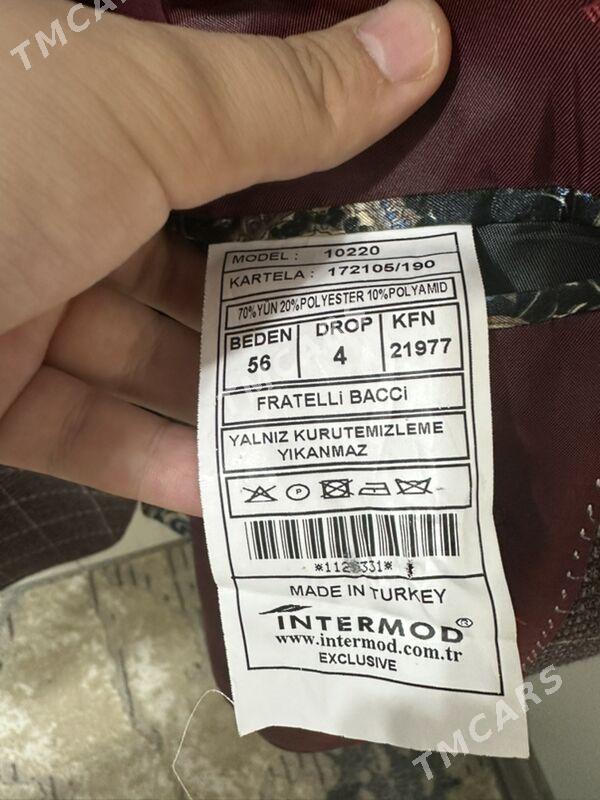 TMCARS
MODEL : 10220
KARTELA : 172105/190
70%YÜN 20%POLYESTER 10%POLYAMID
BEDEN DROP KFN
56 4 21977
FRATELLi BACCi
YALNIZ KURUTEMIZLEME
YIKANMAZ
P
MADE IN TURKEY
INTERMOD®
www.intermod.com.tr
EXCLUSIVE
TMCARS